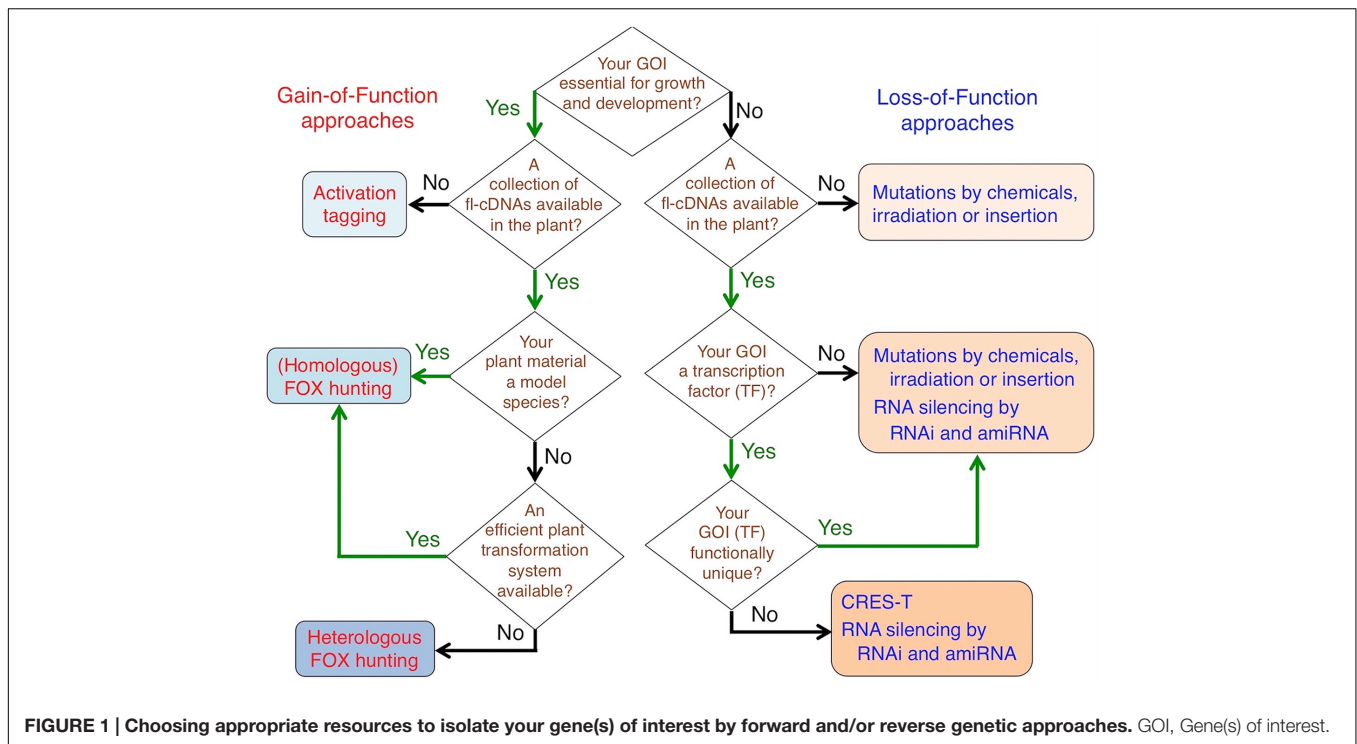 Your GOI
essential for growth
and development?
Gain-of-Function
approaches
Yes
No
Loss-of-Function
approaches
A
collection of
fl-cDNAs available
in the plant?
No
Activation
tagging
A
collection of
fl-cDNAs available
in the plant?
No
Mutations by chemicals,
irradiation or insertion
Yes
Yes
Your
plant material
a model
species?
Yes
(Homologous)
FOX hunting
Your GOI
a transcription
factor (TF)?
No
Mutations by chemicals,
irradiation or insertion
RNA silencing by
RNAi and amiRNA
No
Yes
An
efficient plant
transformation
system
available?
Yes
Your
GOI (TF)
functionally
unique?
Yes
No
Heterologous
FOX hunting
No
CRES-T
RNA silencing by
RNAi and amiRNA
FIGURE 1 | Choosing appropriate resources to isolate your gene(s) of interest by forward and/or reverse genetic approaches. GOI, Gene(s) of interest.